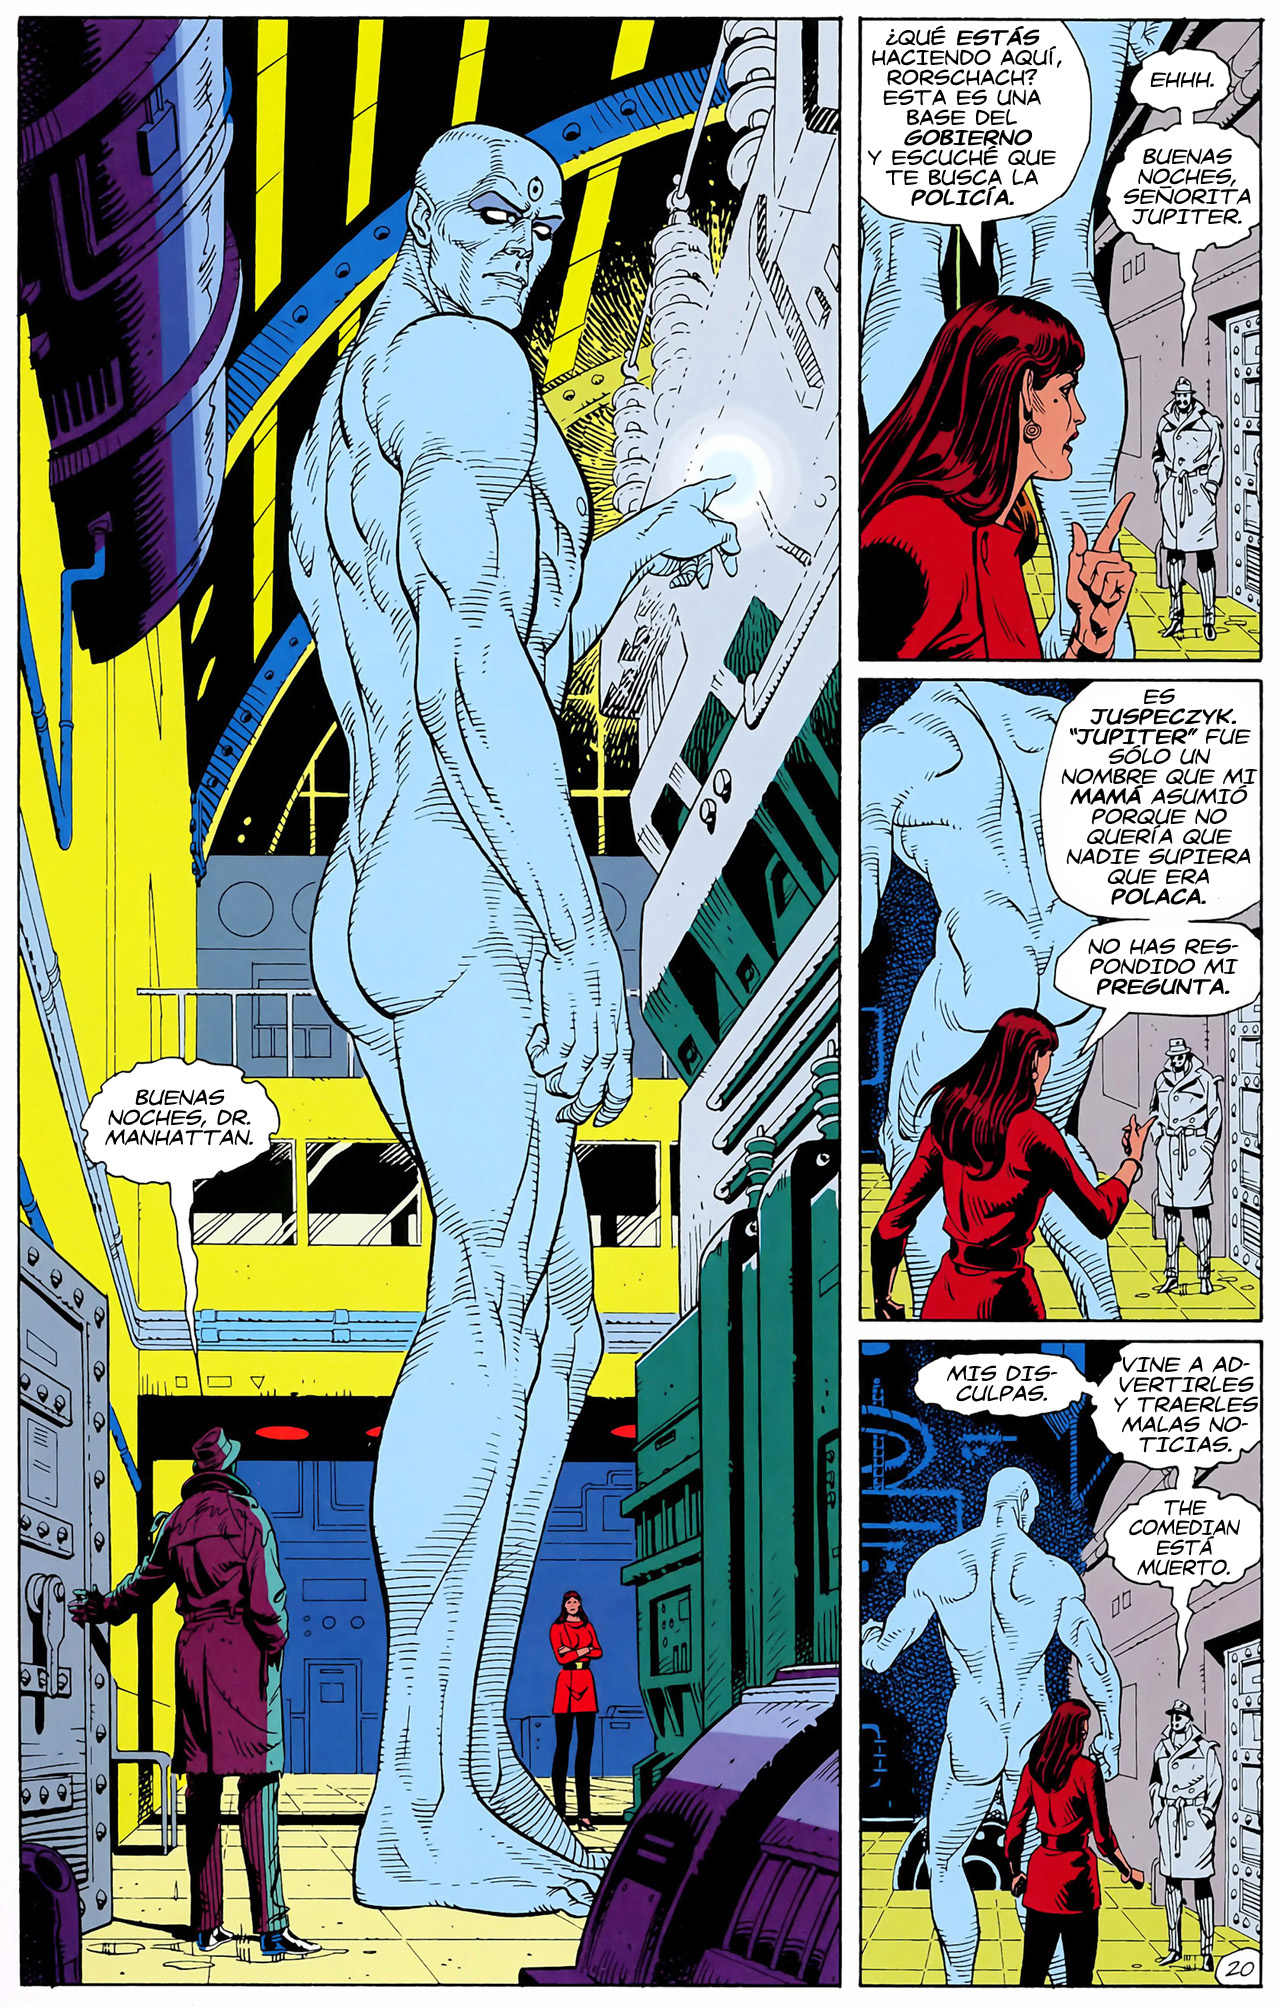 BUENAS
NOCHES, DR.
MANHATTAN.
¿QUÉ ESTÁS
HACIENDO AQUÍ,
RORSCHACH?
ESTA ES UNA
BASE DEL
GOBIERNO
Y ESCUCHÉ QUE
TE BUSCA LA
POLICÍA.
EHHH.
BUENAS
NOCHES,
SEÑORITA
JUPITER.
ES
JUSPECZYK.
"JUPITER" FUE
SÓLO UN
NOMBRE QUE MI
MAMÁ ASUMIÓ
PORQUE NO
QUERÍA QUE
NADIE SUPIERA
QUE ERA
POLACA.
NO HAS RES-
PONDIDO MI
PREGUNTA.
MIS DIS-
CULPAS.
VINE A AD-
VERTIRLES
Y TRAERLES
MALAS NO-
TICIAS.
THE
COMEDIAN
ESTÁ
MUERTO.
20